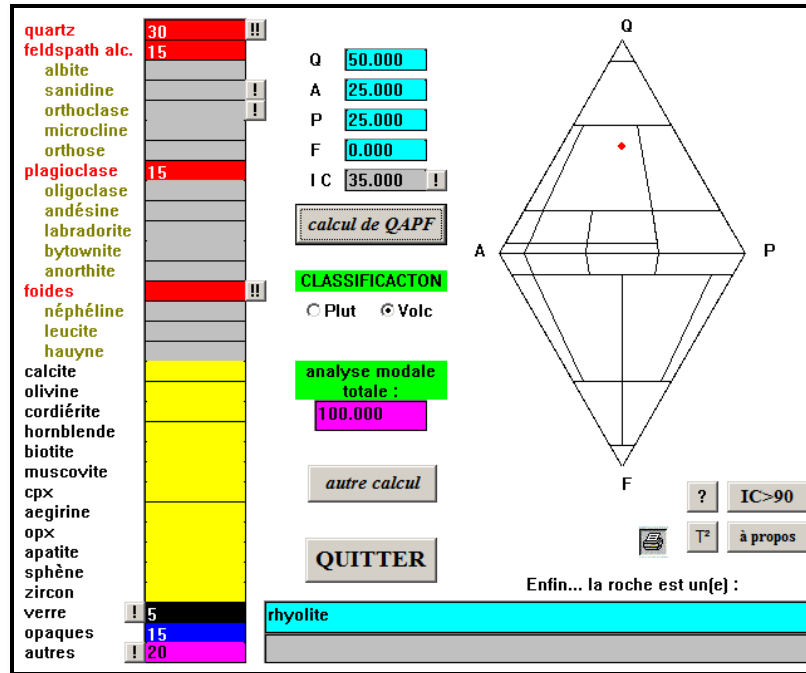 quartz 30 !!
feldspath alc. 15
albite
sanidine !
orthoclase !
microcline
orthose
plagioclase 15
oligoclase
andésine
labradorite
bytownite
anorthite
foides !!
néphéline
leucite
hauyne
calcite
olivine
cordiérite
hornblende
biotite
muscovite
cpx
aegirine
opx
apatite
sphène
zircon
verre ! 5
opaques 15
autres ! 20
Q 50.000
A 25.000
P 25.000
F 0.000
I C 35.000 !
calcul de QAPF
CLASSIFICACTON
Plut Volc
analyse modale
totale :
100.000
autre calcul
QUITTER
Q
A P
F
? IC>90
T² à propos
Enfin... la roche est un(e) :
rhyolite